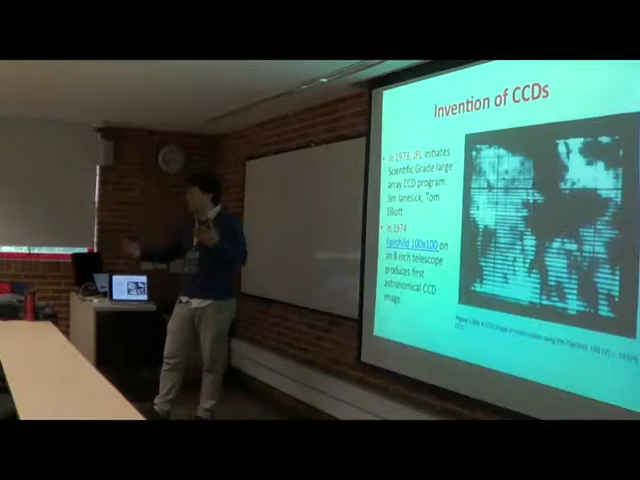 Invention of CCDs
• In 1973, JPL initiates
Scientific Grade large
array CCD program.
Jim Janesick, Tom
Elliott
• In 1974,
Fairchild 100x100 on
an 8-inch telescope
produces first
astronomical CCD
image.